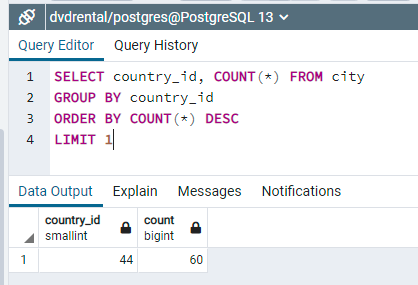 dvdrental/postgres@PostgreSQL 13
Query Editor Query History
1 SELECT country_id, COUNT(*) FROM city
2 GROUP BY country_id
3 ORDER BY COUNT(*) DESC
4 LIMIT 1
Data Output Explain Messages Notifications
country_id count
smallint bigint
1 44 60